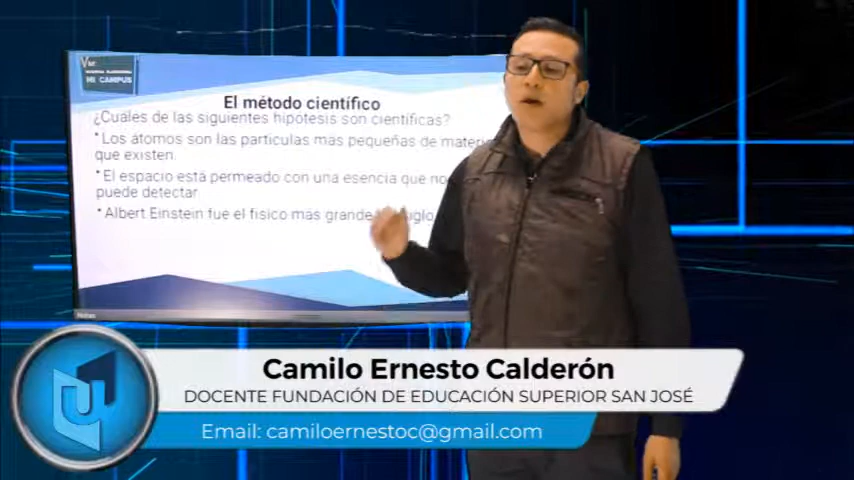 MI CAMPUS
El método científico
¿Cuáles de las siguientes hipótesis son científicas?
• Los átomos son las partículas más pequeñas de materi
que existen.
• El espacio está permeado con una esencia que no
puede detectar.
• Albert Einstein fue el físico más grande
Camilo Ernesto Calderón
DOCENTE FUNDACIÓN DE EDUCACIÓN SUPERIOR SAN JOSÉ
Email: camiloernestoc@gmail.com